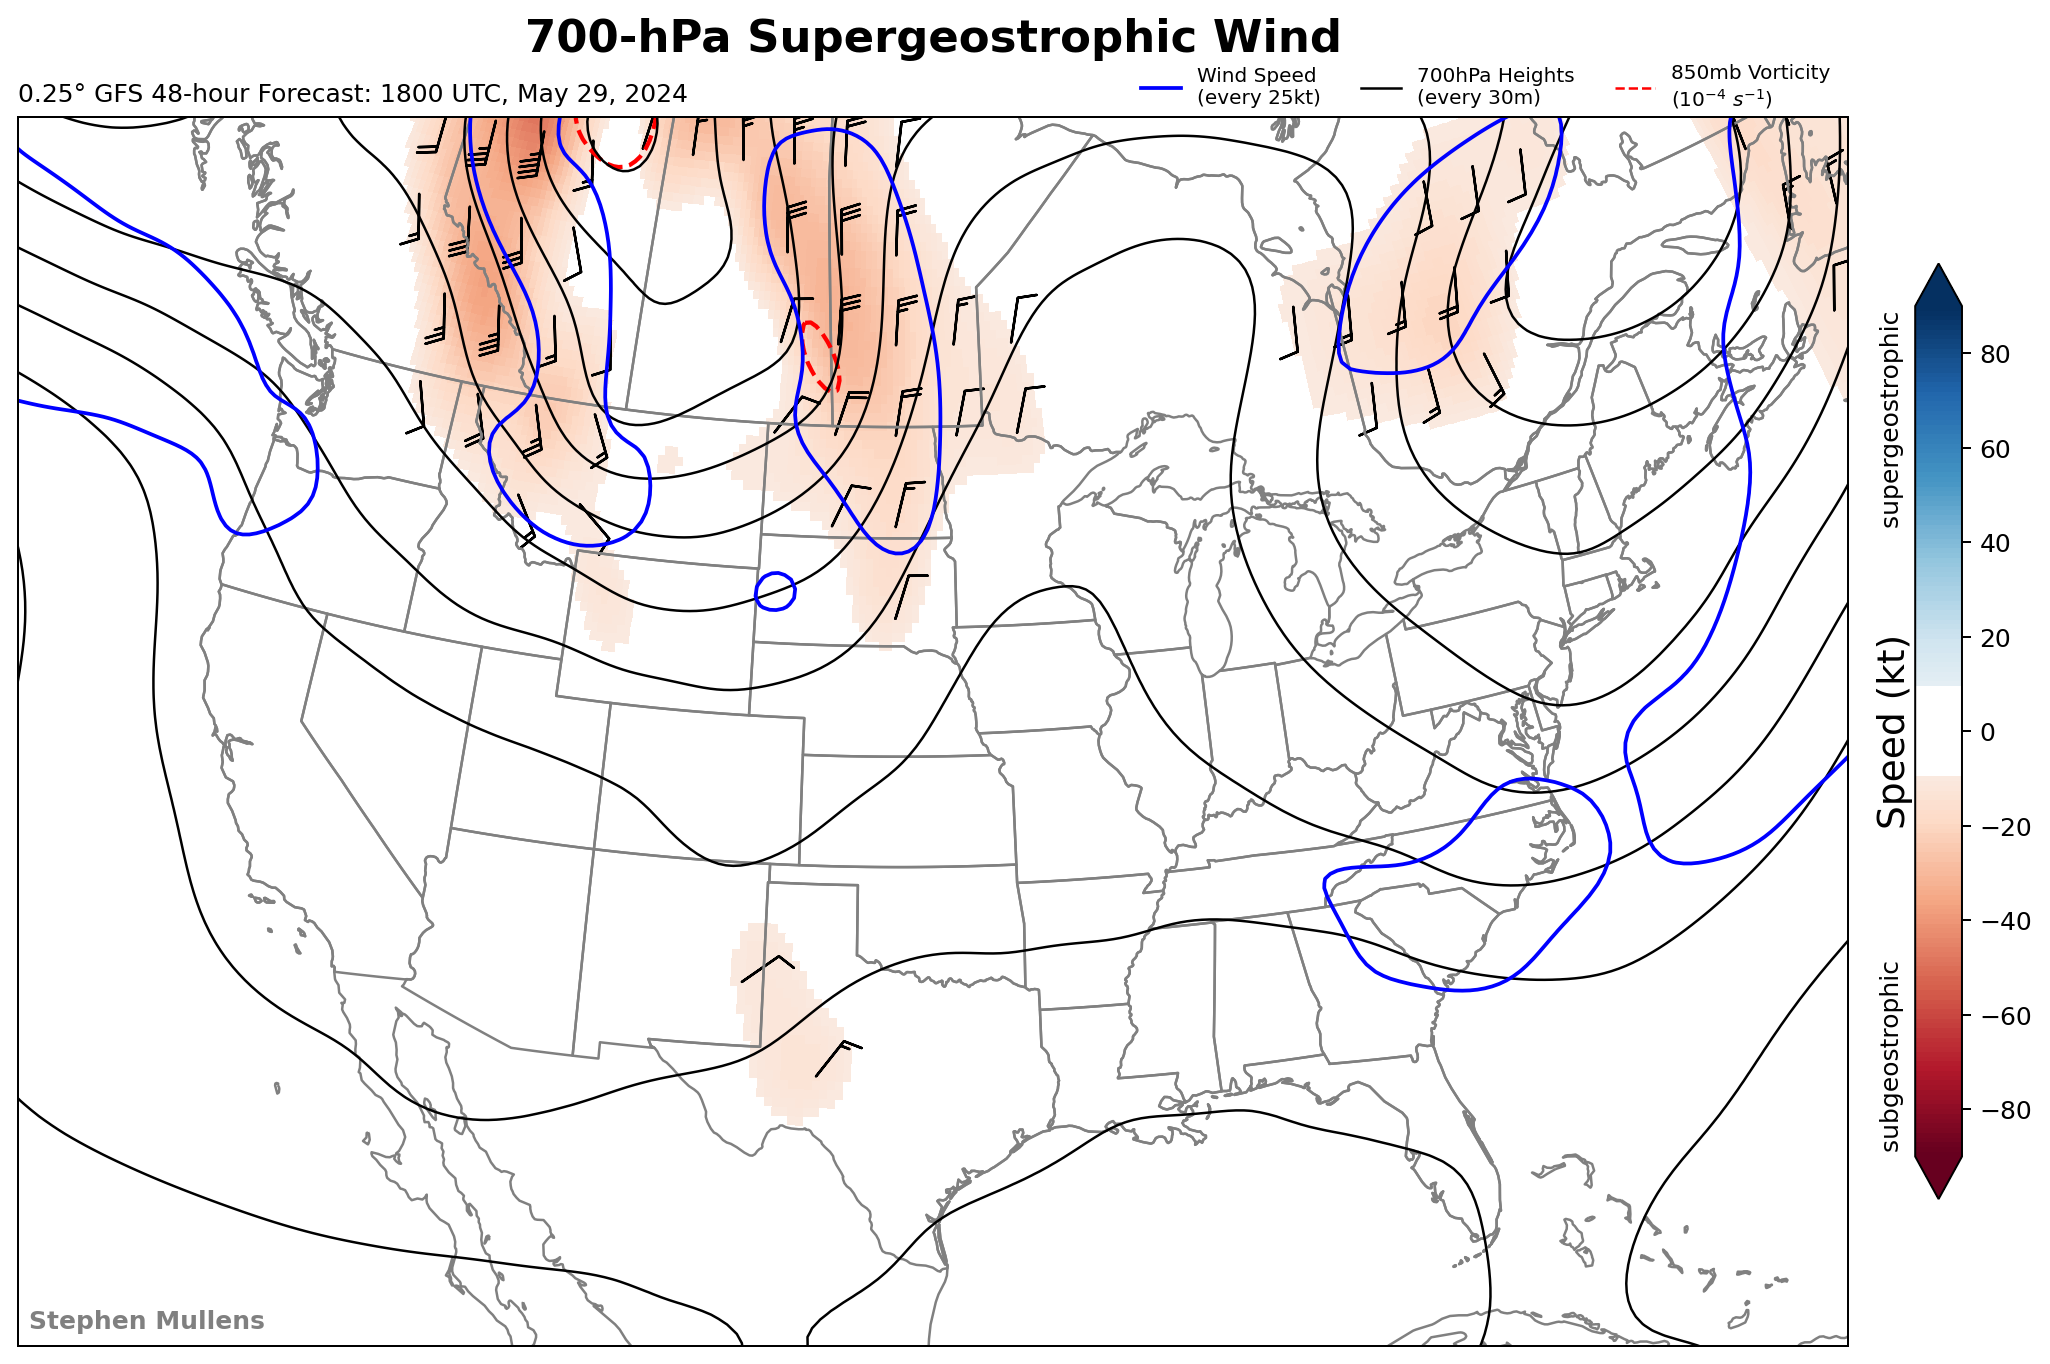 700-hPa Supergeostrophic Wind
0.25° GFS 48-hour Forecast: 1800 UTC, May 29, 2024
Wind Speed
(every 25kt)
700hPa Heights
(every 30m)
850mb Vorticity
(10⁻⁴ s⁻¹)
supergeostrophic
Speed (kt)
subgeostrophic
80
60
40
20
0
−20
−40
−60
−80
Stephen Mullens